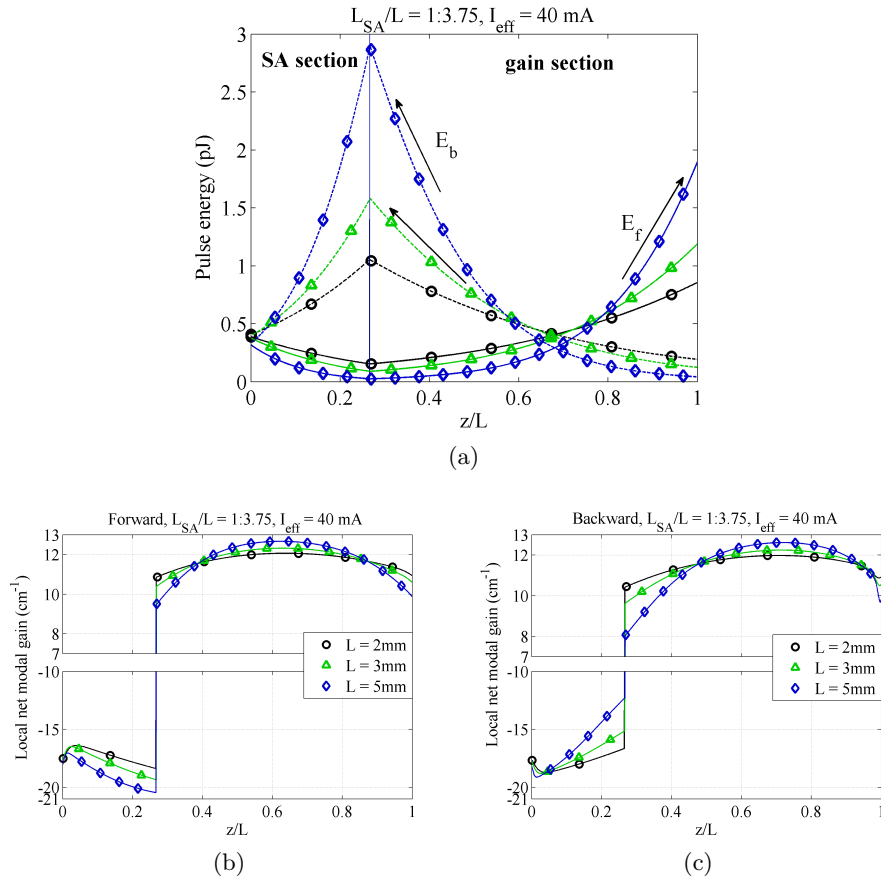 L_SA/L = 1:3.75, I_eff = 40 mA
3
2.5
2
1.5
1
0.5
0
Pulse energy (pJ)
SA section
gain section
E_b
E_f
0
0.2
0.4
0.6
0.8
1
z/L
(a)
Forward, L_SA/L = 1:3.75, I_eff = 40 mA
13
12
11
10
9
8
7
-10
-15
-20
-21
Local net modal gain (cm⁻¹)
L = 2mm
L = 3mm
L = 5mm
0
0.2
0.4
0.6
0.8
1
z/L
(b)
Backward, L_SA/L = 1:3.75, I_eff = 40 mA
13
12
11
10
9
8
7
-10
-15
-20
-21
Local net modal gain (cm⁻¹)
L = 2mm
L = 3mm
L = 5mm
0
0.2
0.4
0.6
0.8
1
z/L
(c)